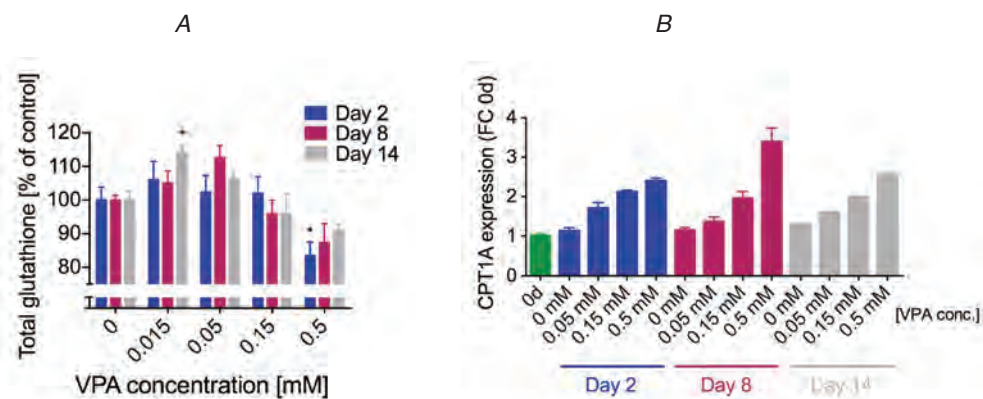 A
Total glutathione [% of control]
120
110
100
90
80
Day 2
Day 8
Day 14
*
*
0
0.015
0.05
0.15
0.5
VPA concentration [mM]
B
CPT1A expression (FC 0d)
4
3
2
1
0
0d
0 mM
0.05 mM
0.15 mM
0.5 mM
0 mM
0.05 mM
0.15 mM
0.5 mM
0 mM
0.05 mM
0.15 mM
0.5 mM
[VPA conc.]
Day 2
Day 8
Day 14